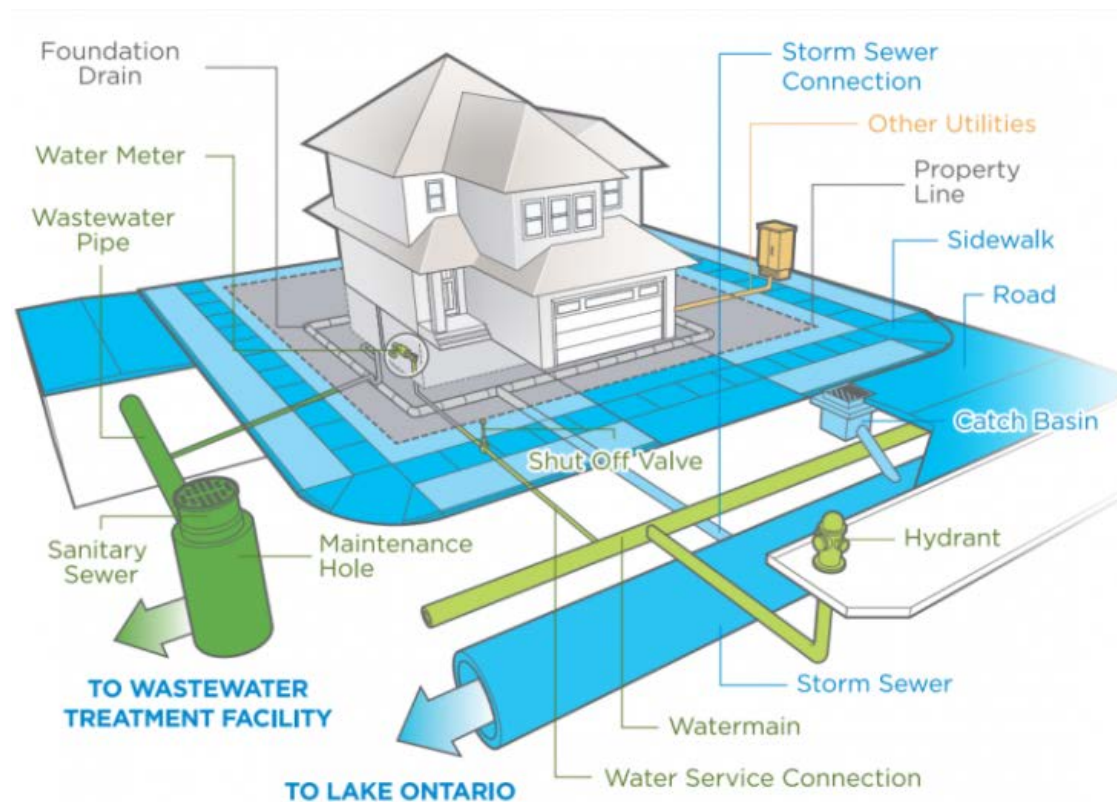 Foundation
Drain
Storm Sewer
Connection
Other Utilities
Water Meter
Property
Line
Wastewater
Pipe
Sidewalk
Road
Catch Basin
Shut Off Valve
Sanitary
Sewer
Maintenance
Hole
Hydrant
TO WASTEWATER
TREATMENT FACILITY
Storm Sewer
Watermain
Water Service Connection
TO LAKE ONTARIO